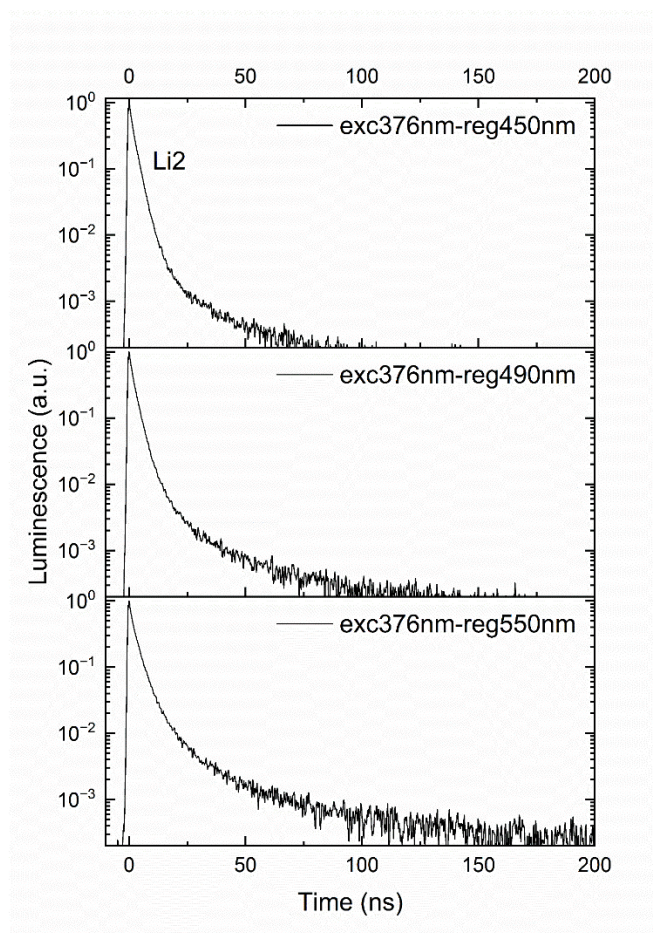 0 50 100 150 200
10⁰
exc376nm-reg450nm
10⁻¹
Li2
10⁻²
10⁻³
10⁰
exc376nm-reg490nm
10⁻¹
10⁻²
10⁻³
10⁰
exc376nm-reg550nm
10⁻¹
10⁻²
10⁻³
Luminescence (a.u.)
0 50 100 150 200
Time (ns)